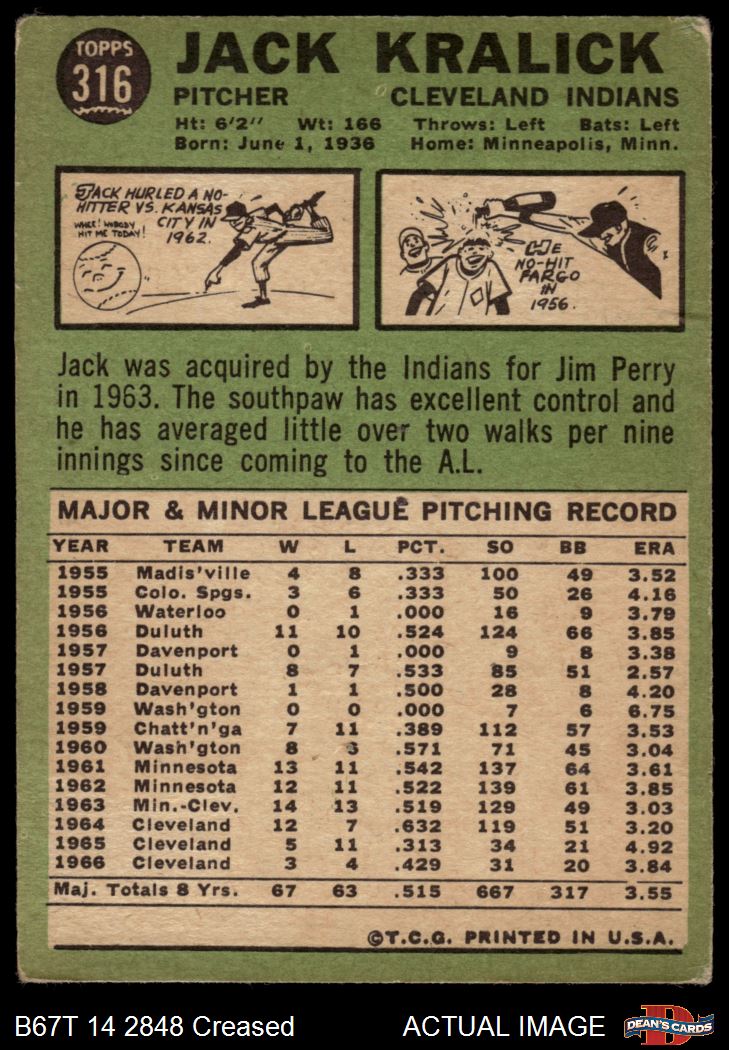 TOPPS
316
JACK KRALICK
PITCHER CLEVELAND INDIANS
Ht: 6'2" Wt: 166 Throws: Left Bats: Left
Born: June 1, 1936 Home: Minneapolis, Minn.
JACK HURLED A NO-
HITTER VS. KANSAS
CITY IN
1962.
WHEE! NOBODY
HIT ME TODAY!
HE
NO-HIT
FARGO
IN
1956.
Jack was acquired by the Indians for Jim Perry
in 1963. The southpaw has excellent control and
he has averaged little over two walks per nine
innings since coming to the A.L.
MAJOR & MINOR LEAGUE PITCHING RECORD
YEAR TEAM W L PCT. SO BB ERA
1955 Madis'ville 4 8 .333 100 49 3.52
1955 Colo. Spgs. 3 6 .333 50 26 4.16
1956 Waterloo 0 1 .000 16 9 3.79
1956 Duluth 11 10 .524 124 66 3.85
1957 Davenport 0 1 .000 9 8 3.38
1957 Duluth 8 7 .533 85 51 2.57
1958 Davenport 1 1 .500 28 8 4.20
1959 Wash'gton 0 0 .000 7 6 6.75
1959 Chatt'n'ga 7 11 .389 112 57 3.53
1960 Wash'gton 8 6 .571 71 45 3.04
1961 Minnesota 13 11 .542 137 64 3.61
1962 Minnesota 12 11 .522 139 61 3.85
1963 Min.-Clev. 14 13 .519 129 49 3.03
1964 Cleveland 12 7 .632 119 51 3.20
1965 Cleveland 5 11 .313 34 21 4.92
1966 Cleveland 3 4 .429 31 20 3.84
Maj. Totals 8 Yrs. 67 63 .515 667 317 3.55
©T.C.G. PRINTED IN U.S.A.
B67T 14 2848 Creased ACTUAL IMAGE
D
DEAN'S CARDS